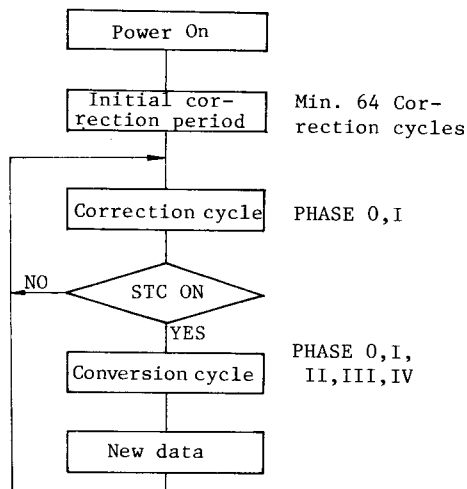 Power On
Initial cor-
rection period
Min. 64 Cor-
rection cycles
Correction cycle
PHASE 0,I
NO
STC ON
YES
Conversion cycle
PHASE 0,I,
II,III,IV
New data